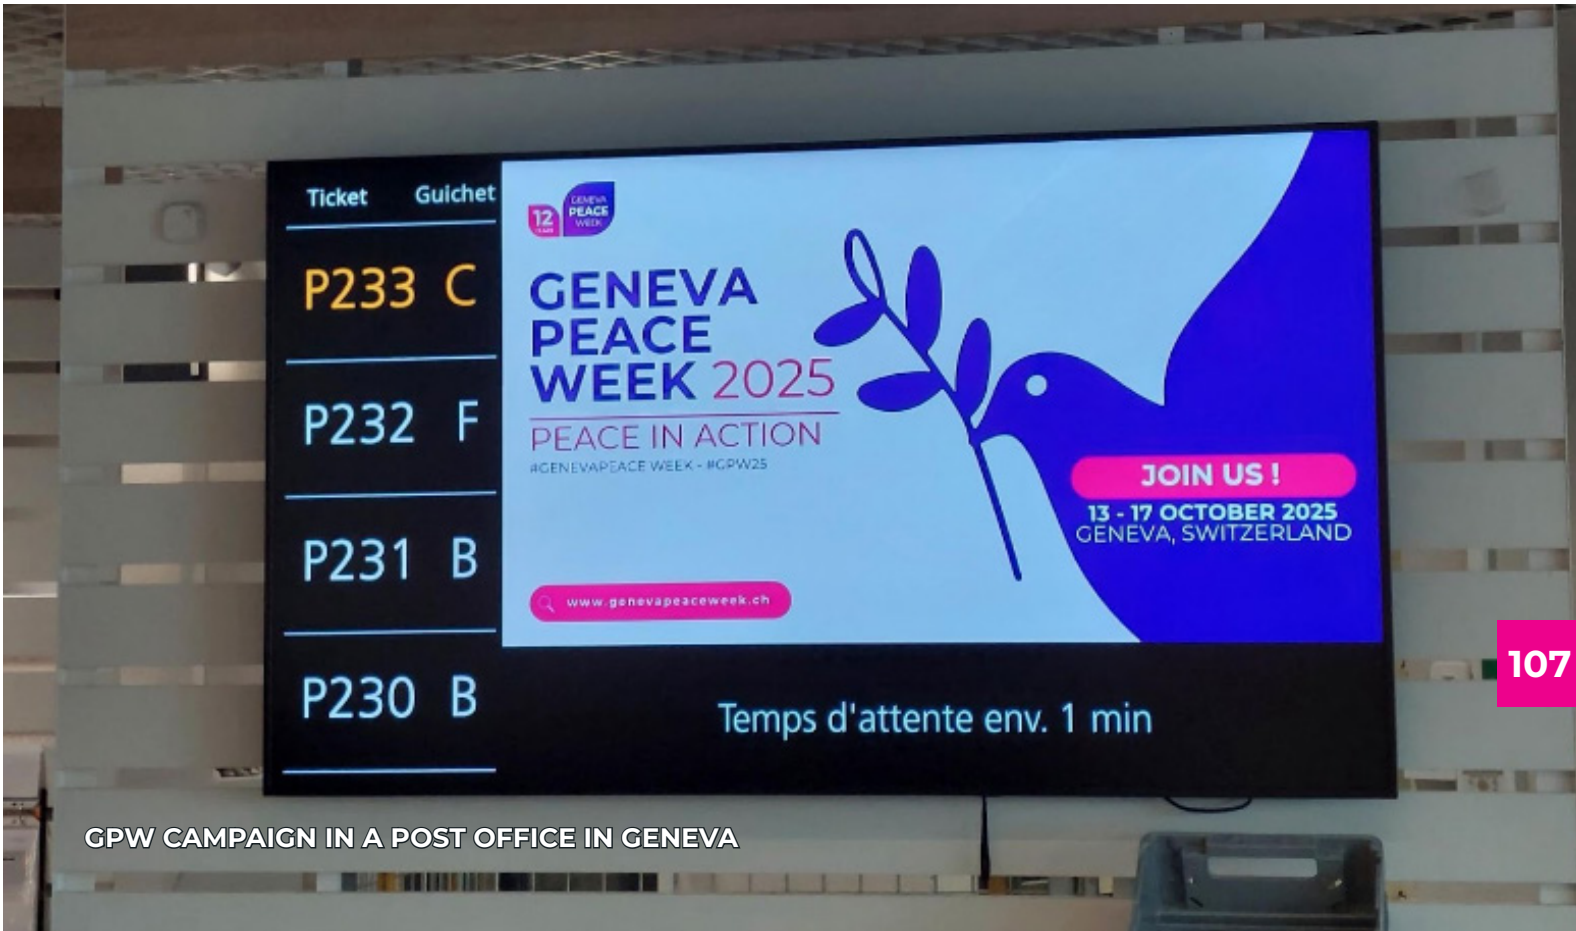 Ticket Guichet
P233 C
P232 F
P231 B
P230 B
12
GENEVA
PEACE
WEEK
GENEVA
PEACE
WEEK 2025
PEACE IN ACTION
#GENEVAPEACE WEEK - #GPW25
www.genevapeaceweek.ch
JOIN US !
13 - 17 OCTOBER 2025
GENEVA, SWITZERLAND
Temps d'attente env. 1 min
107
GPW CAMPAIGN IN A POST OFFICE IN GENEVA